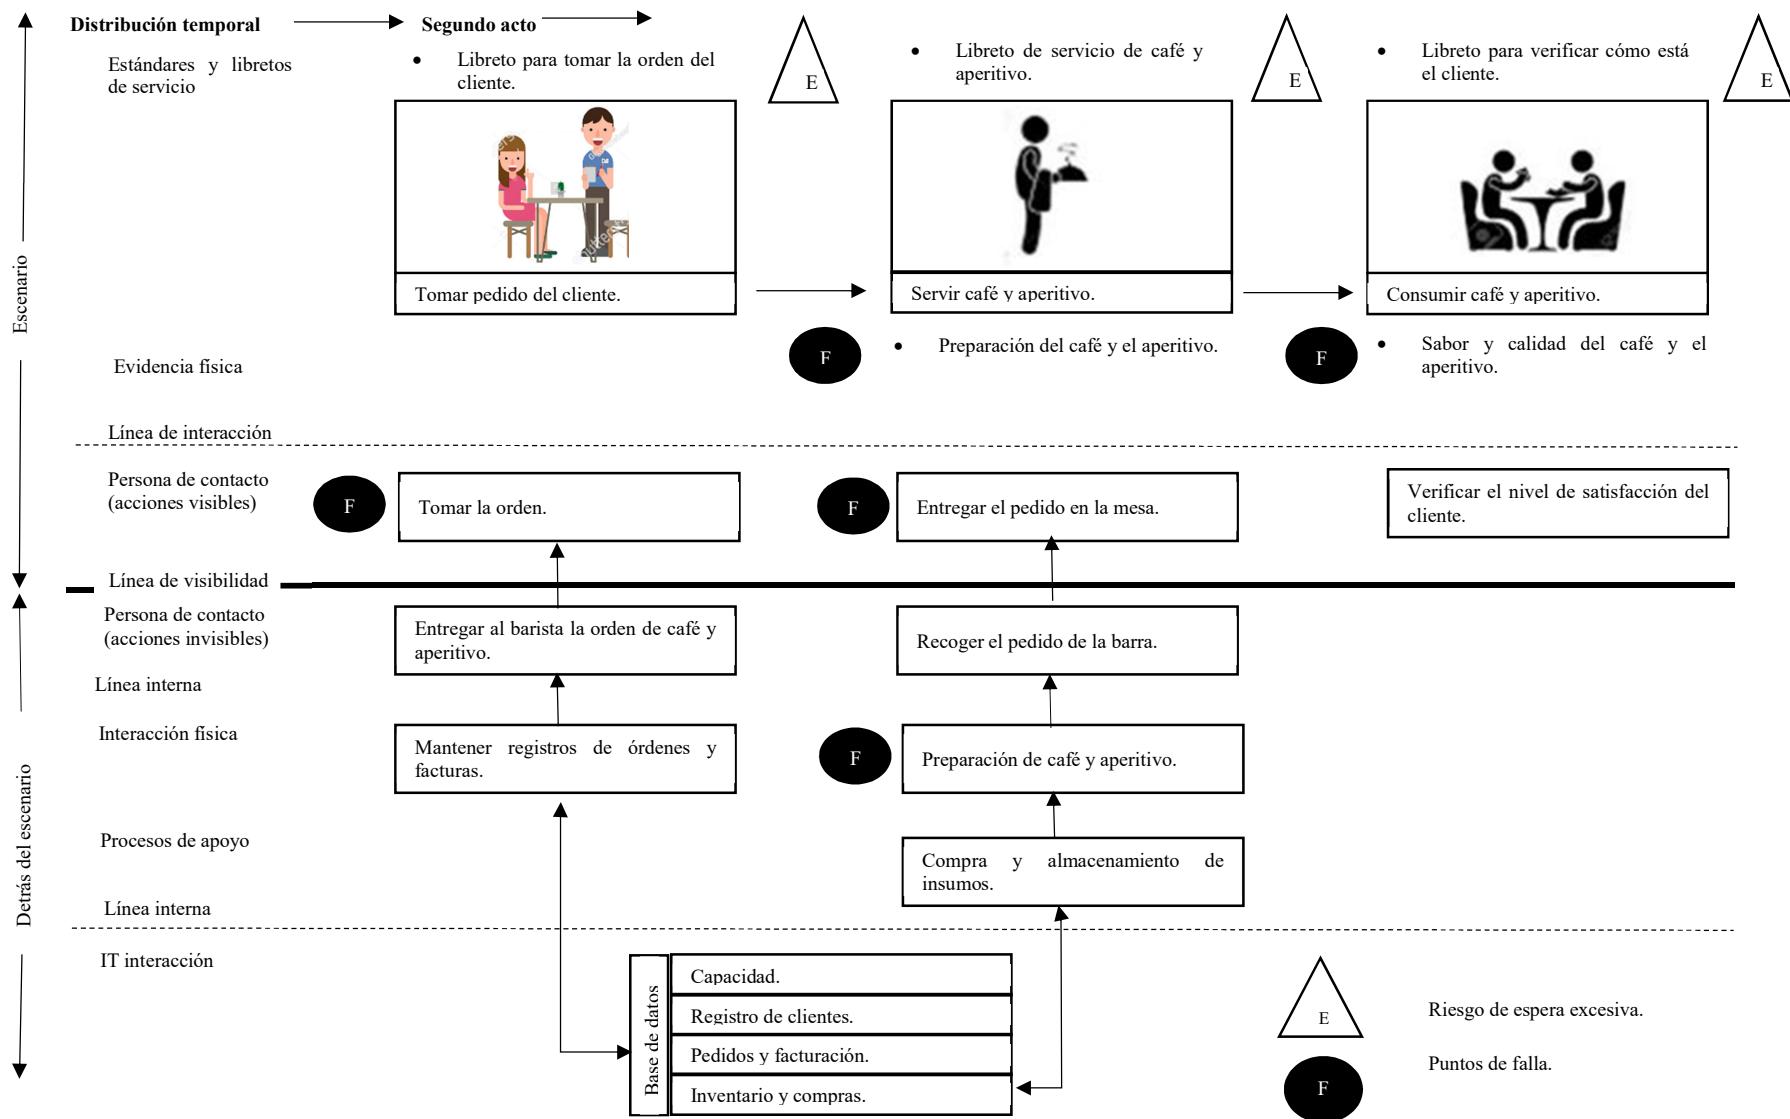 Distribución temporal
Segundo acto
Estándares y libretos
de servicio
• Libreto para tomar la orden del
cliente.
E
• Libreto de servicio de café y
aperitivo.
E
• Libreto para verificar cómo está
el cliente.
E
Tomar pedido del cliente.
Servir café y aperitivo.
Consumir café y aperitivo.
Escenario
Evidencia física
F
• Preparación del café y el aperitivo.
F
• Sabor y calidad del café y el
aperitivo.
Línea de interacción
Persona de contacto
(acciones visibles)
F
Tomar la orden.
F
Entregar el pedido en la mesa.
Verificar el nivel de satisfacción del
cliente.
Línea de visibilidad
Persona de contacto
(acciones invisibles)
Entregar al barista la orden de café y
aperitivo.
Recoger el pedido de la barra.
Línea interna
Interacción física
Mantener registros de órdenes y
facturas.
F
Preparación de café y aperitivo.
Detrás del escenario
Procesos de apoyo
Compra y almacenamiento de
insumos.
Línea interna
IT interacción
Base de datos
Capacidad.
Registro de clientes.
Pedidos y facturación.
Inventario y compras.
E
Riesgo de espera excesiva.
F
Puntos de falla.